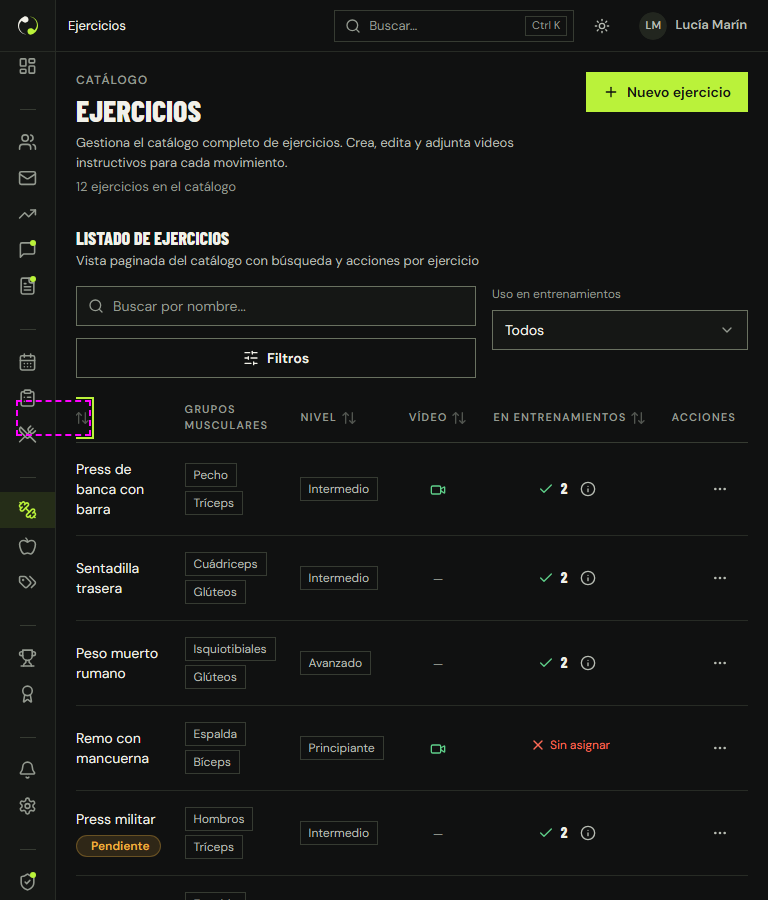 Ejercicios
Buscar...
Ctrl K
LM
Lucía Marín
CATÁLOGO
EJERCICIOS
Nuevo ejercicio
Gestiona el catálogo completo de ejercicios. Crea, edita y adjunta videos
instructivos para cada movimiento.
12 ejercicios en el catálogo
LISTADO DE EJERCICIOS
Vista paginada del catálogo con búsqueda y acciones por ejercicio
Buscar por nombre...
Uso en entrenamientos
Todos
Filtros
GRUPOS
MUSCULARES
NIVEL
VÍDEO
EN ENTRENAMIENTOS
ACCIONES
Press de
banca con
barra
Pecho
Tríceps
Intermedio
2
Sentadilla
trasera
Cuádriceps
Glúteos
Intermedio
–
2
Peso muerto
rumano
Isquiotibiales
Glúteos
Avanzado
–
2
Remo con
mancuerna
Espalda
Bíceps
Principiante
Sin asignar
Press militar
Pendiente
Hombros
Tríceps
Intermedio
–
2